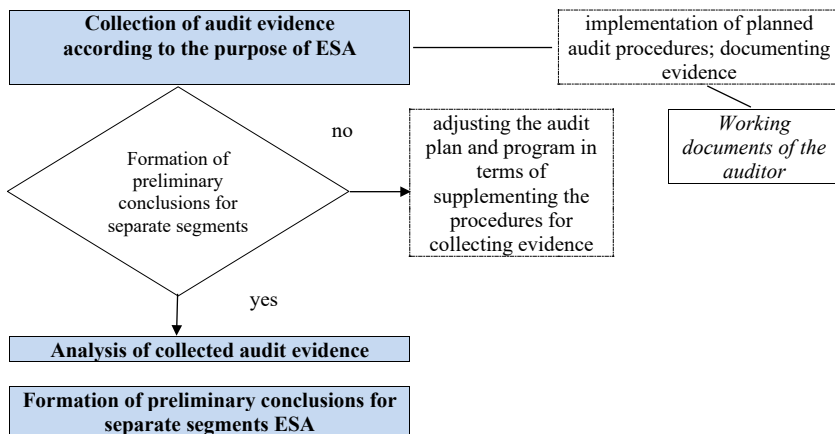 Collection of audit evidence
according to the purpose of ESA
implementation of planned
audit procedures; documenting
evidence
Working
documents of the
auditor
no
adjusting the audit
plan and program in
terms of
supplementing the
procedures for
collecting evidence
Formation of
preliminary
conclusions for
separate segments
yes
Analysis of collected audit evidence
Formation of preliminary conclusions for
separate segments ESA